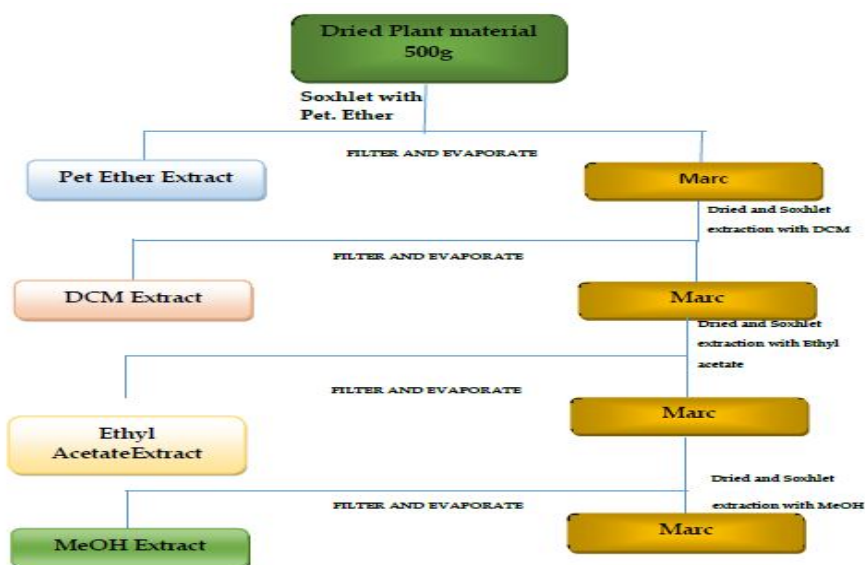 Dried Plant material
500g
Soxhlet with
Pet. Ether
FILTER AND EVAPORATE
Pet Ether Extract
Marc
Dried and Soxhlet
extraction with DCM
FILTER AND EVAPORATE
DCM Extract
Marc
Dried and Soxhlet
extraction with Ethyl
acetate
FILTER AND EVAPORATE
Ethyl
AcetateExtract
Marc
Dried and Soxhlet
extraction with MeOH
FILTER AND EVAPORATE
MeOH Extract
Marc